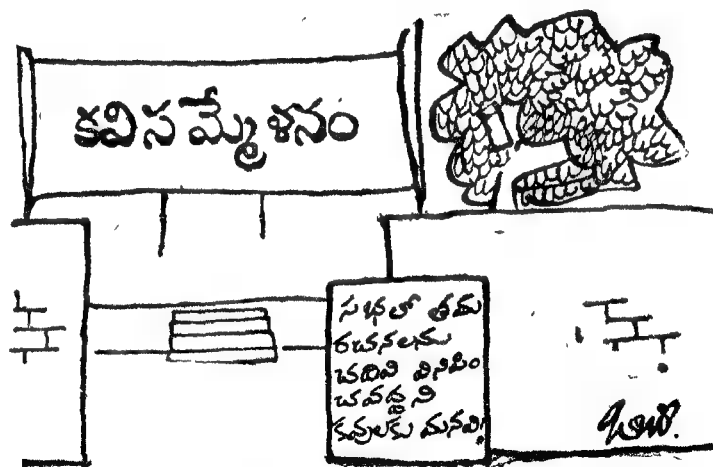 కవిసమ్మేళనం
సభలో తమ
రచనలను
చదివి వినిపిం
చవద్దని
కవులకు మనవి!